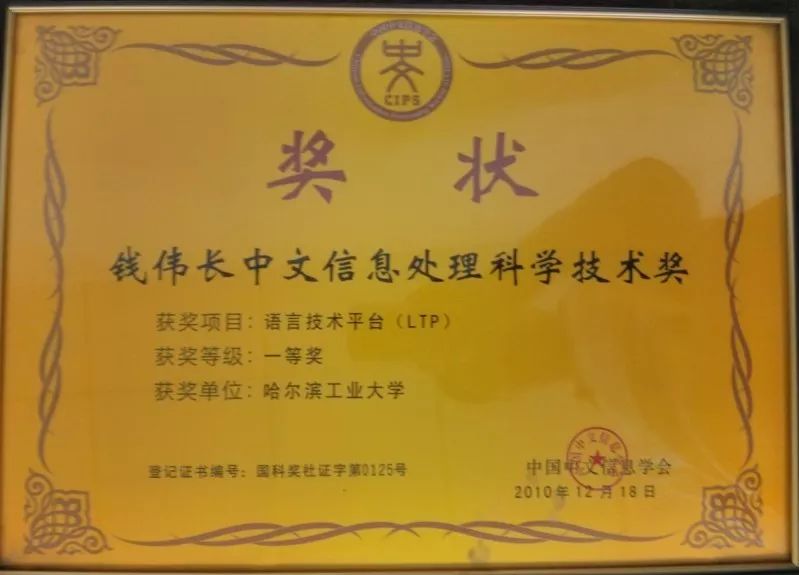 CIPS
奖 状
钱伟长中文信息处理科学技术奖
获奖项目：语言技术平台（LTP）
获奖等级：一等奖
获奖单位：哈尔滨工业大学
登记证书编号：国科奖社证字第0125号
中国中文信息学会
2010年12月18日